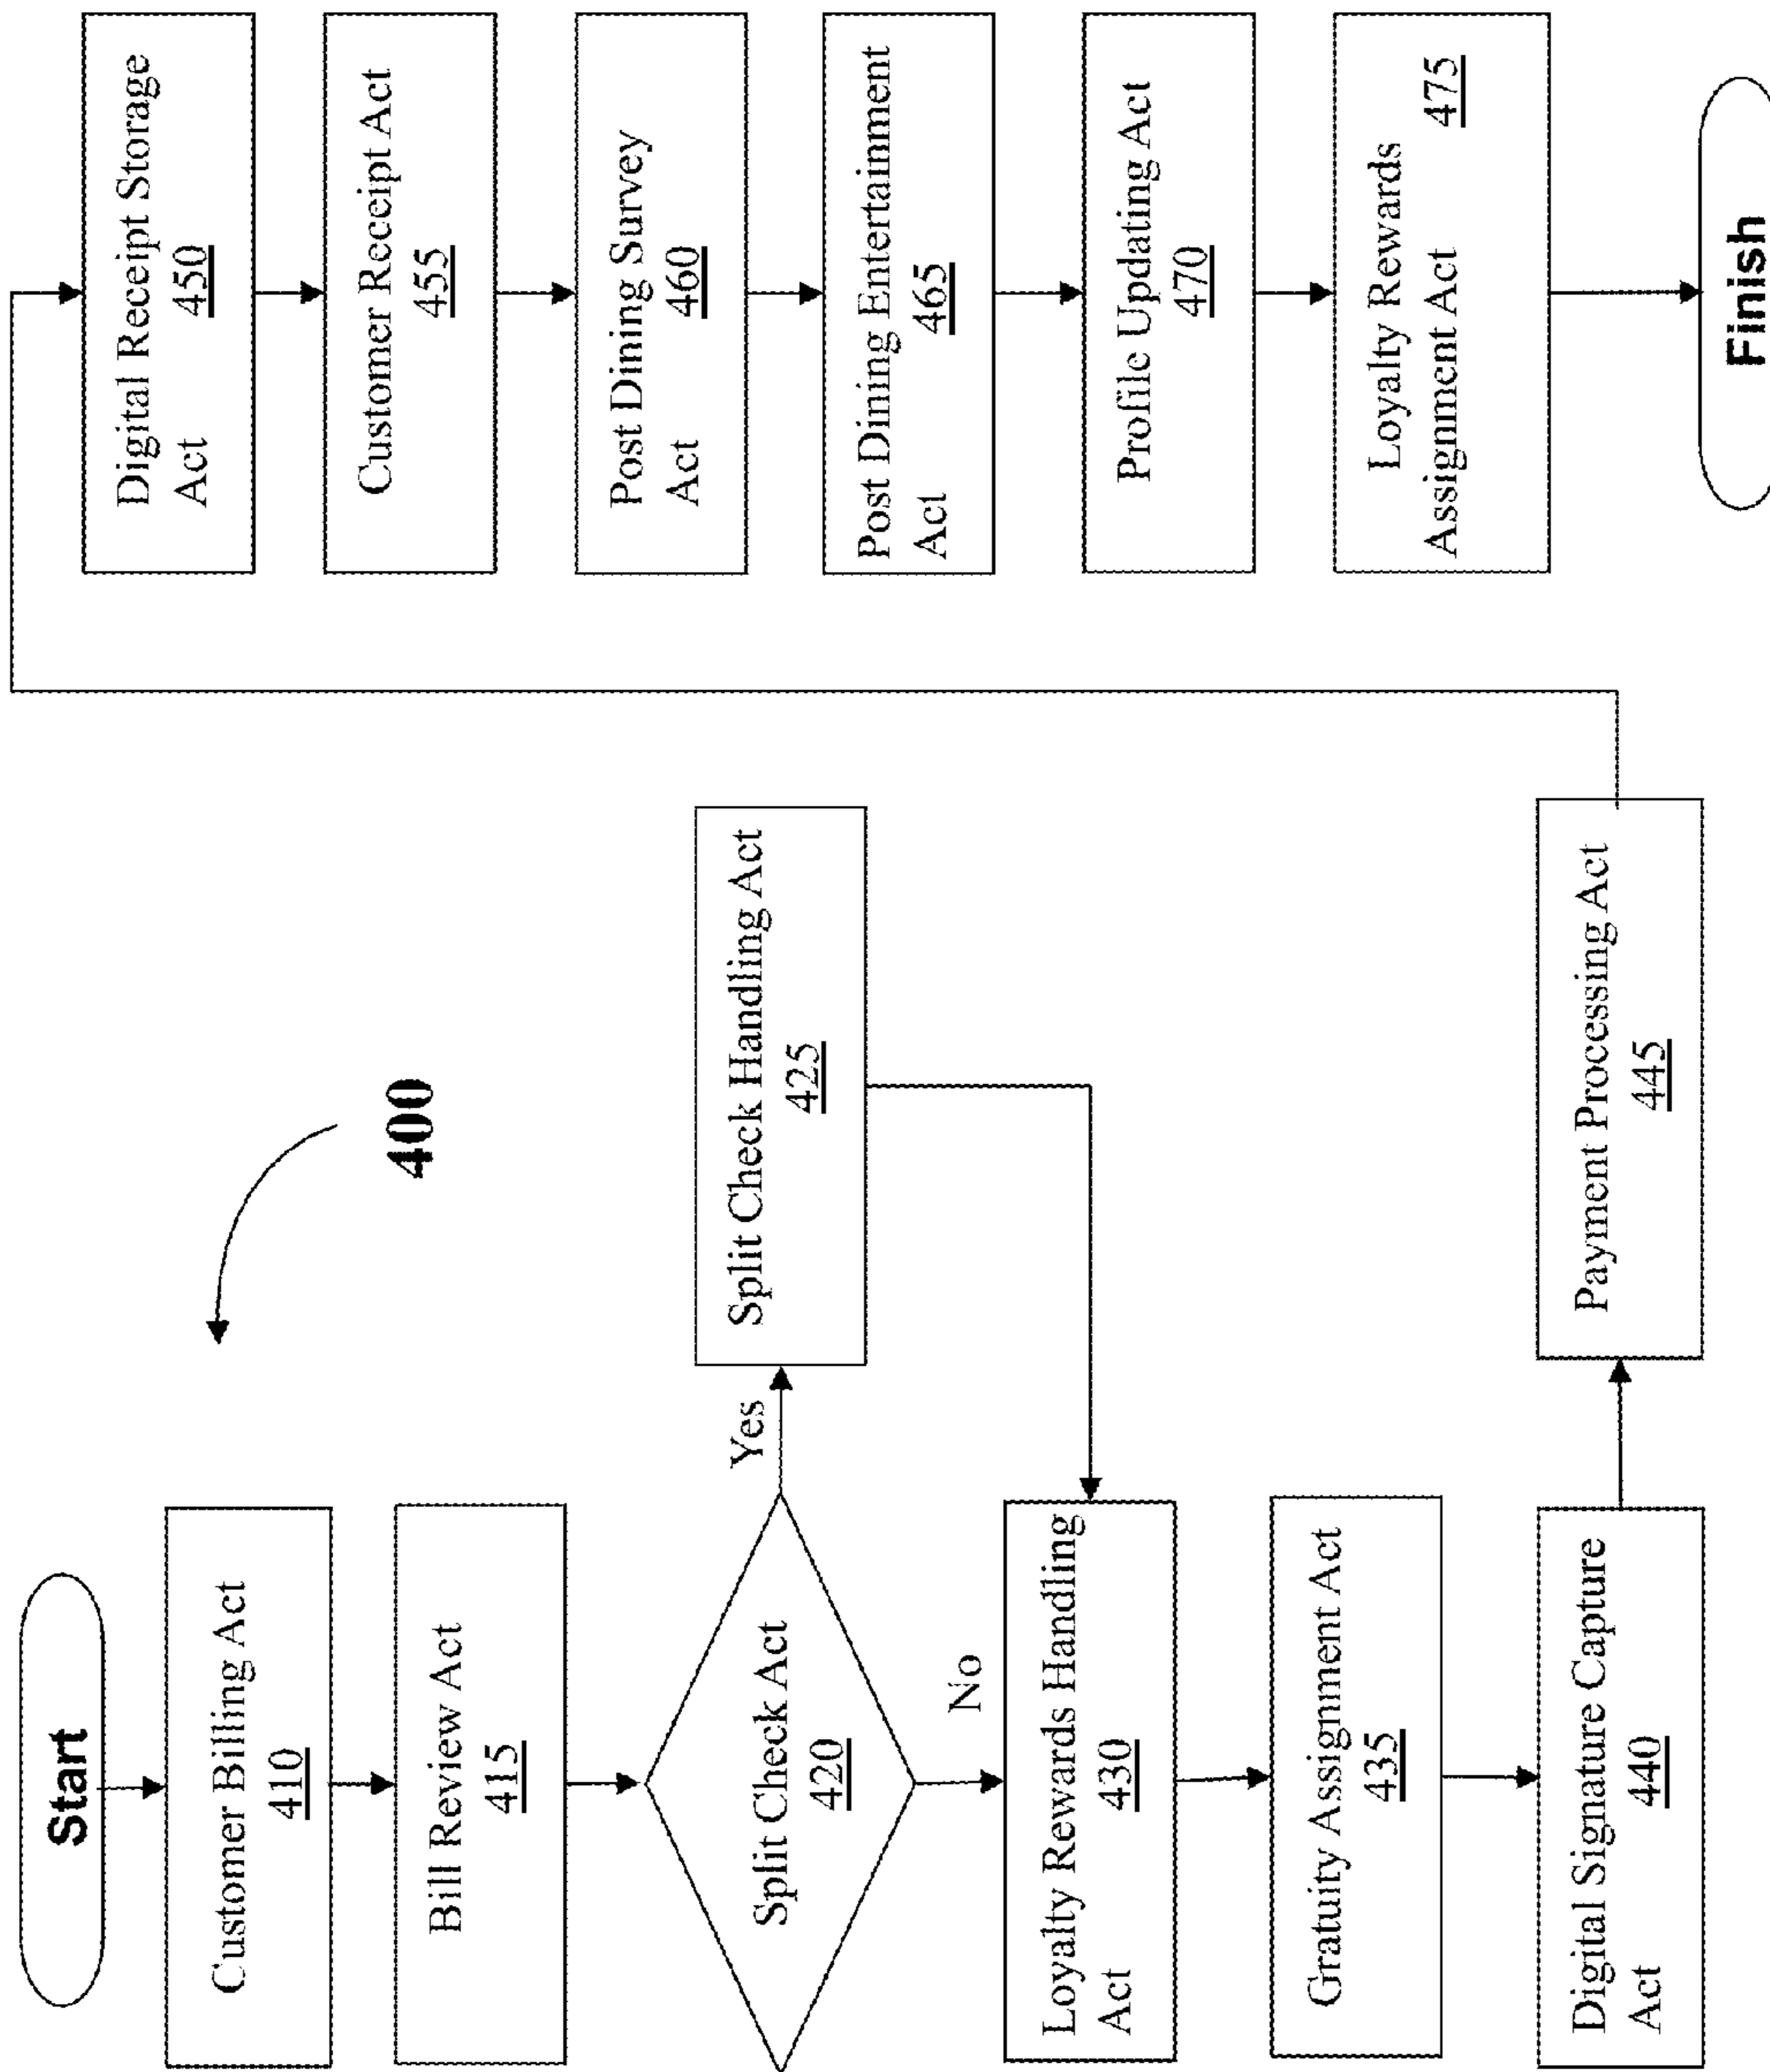 Start
Customer Billing Act
410
Bill Review Act
415
Split Check Act
420
Yes
No
Split Check Handling Act
425
Loyalty Rewards Handling
Act
430
Gratuity Assignment Act
435
Digital Signature Capture
Act
440
Payment Processing Act
445
400
Digital Receipt Storage
Act
450
Customer Receipt Act
455
Post Dining Survey
Act
460
Post Dining Entertainment
Act
465
Profile Updating Act
470
Loyalty Rewards
Assignment Act
475
Finish